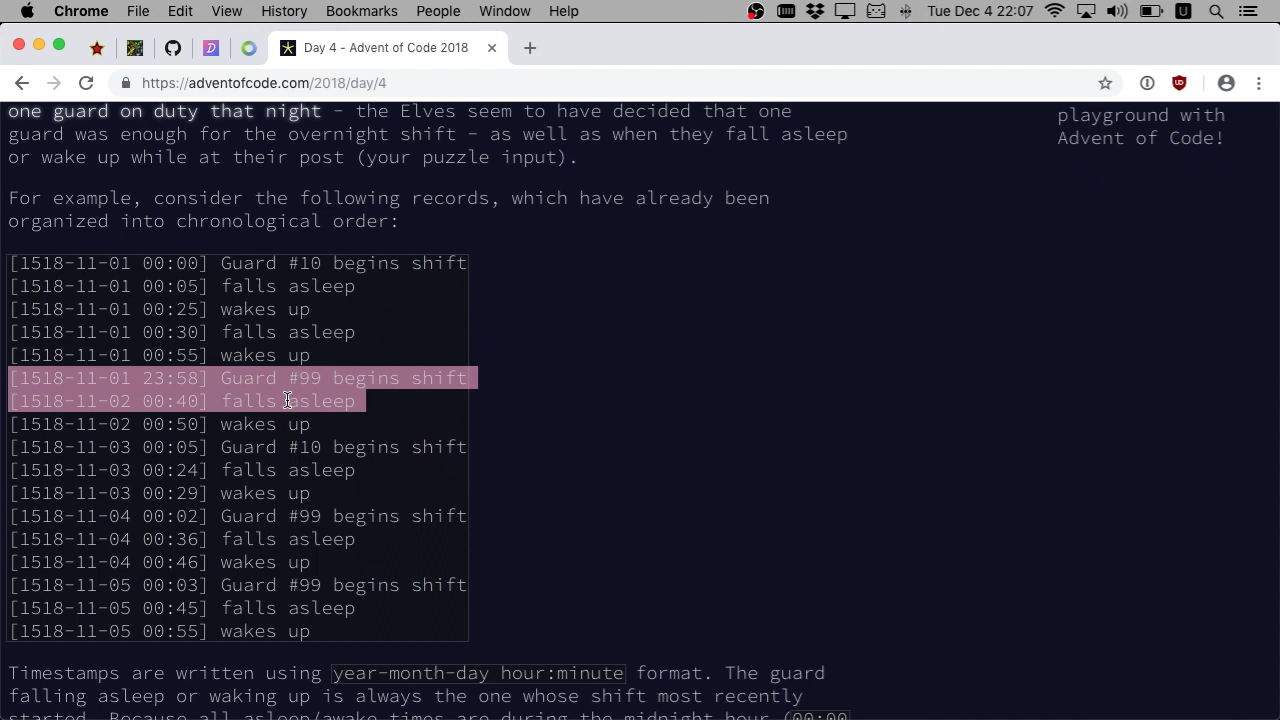 Chrome File Edit View History Bookmarks People Window Help Tue Dec 4 22:07
Day 4 - Advent of Code 2018
https://adventofcode.com/2018/day/4
one guard on duty that night - the Elves seem to have decided that one
guard was enough for the overnight shift - as well as when they fall asleep
or wake up while at their post (your puzzle input).
playground with
Advent of Code!
For example, consider the following records, which have already been
organized into chronological order:
[1518-11-01 00:00] Guard #10 begins shift
[1518-11-01 00:05] falls asleep
[1518-11-01 00:25] wakes up
[1518-11-01 00:30] falls asleep
[1518-11-01 00:55] wakes up
[1518-11-01 23:58] Guard #99 begins shift
[1518-11-02 00:40] falls asleep
[1518-11-02 00:50] wakes up
[1518-11-03 00:05] Guard #10 begins shift
[1518-11-03 00:24] falls asleep
[1518-11-03 00:29] wakes up
[1518-11-04 00:02] Guard #99 begins shift
[1518-11-04 00:36] falls asleep
[1518-11-04 00:46] wakes up
[1518-11-05 00:03] Guard #99 begins shift
[1518-11-05 00:45] falls asleep
[1518-11-05 00:55] wakes up
Timestamps are written using year-month-day hour:minute format. The guard
falling asleep or waking up is always the one whose shift most recently
started. Because all asleep/awake times are during the midnight hour (00:00